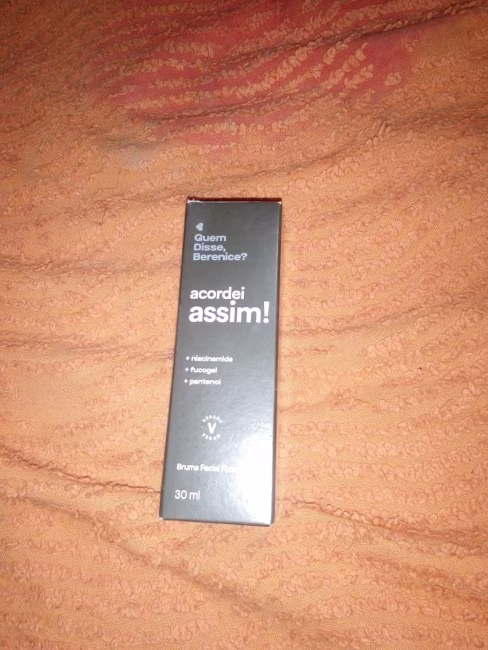 Quem
Disse,
Berenice?
acordei
assim!
+ niacinamida
+ fucogel
+ pantenol
V
Bruma Facial
30 ml